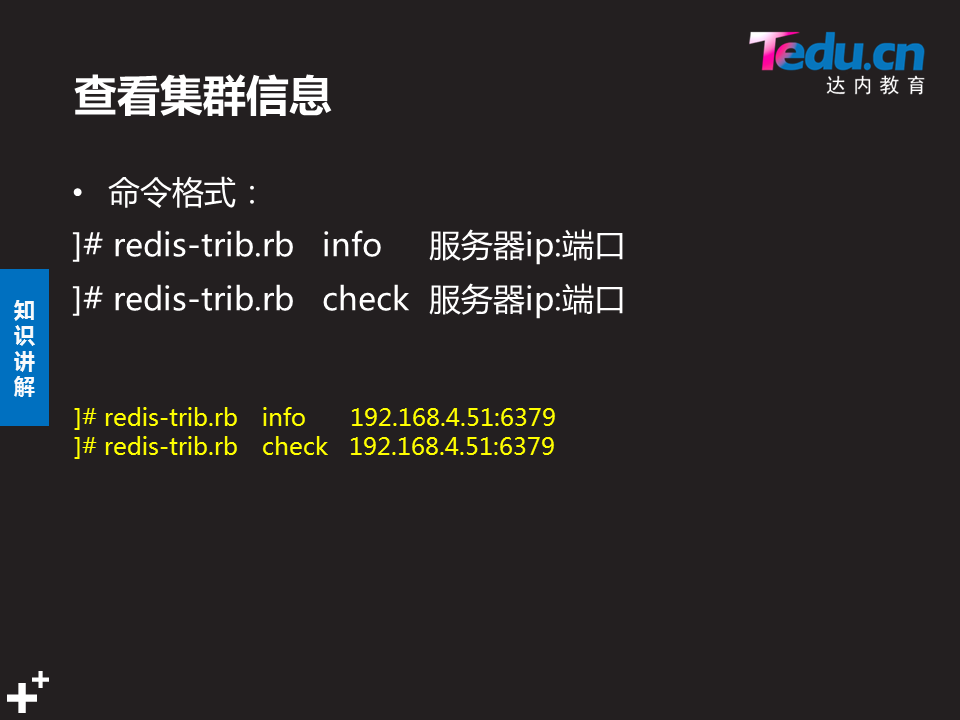 Tedu.cn
达内教育
查看集群信息
• 命令格式：
]# redis-trib.rb info 服务器ip:端口
]# redis-trib.rb check 服务器ip:端口
知识讲解
]# redis-trib.rb info 192.168.4.51:6379
]# redis-trib.rb check 192.168.4.51:6379